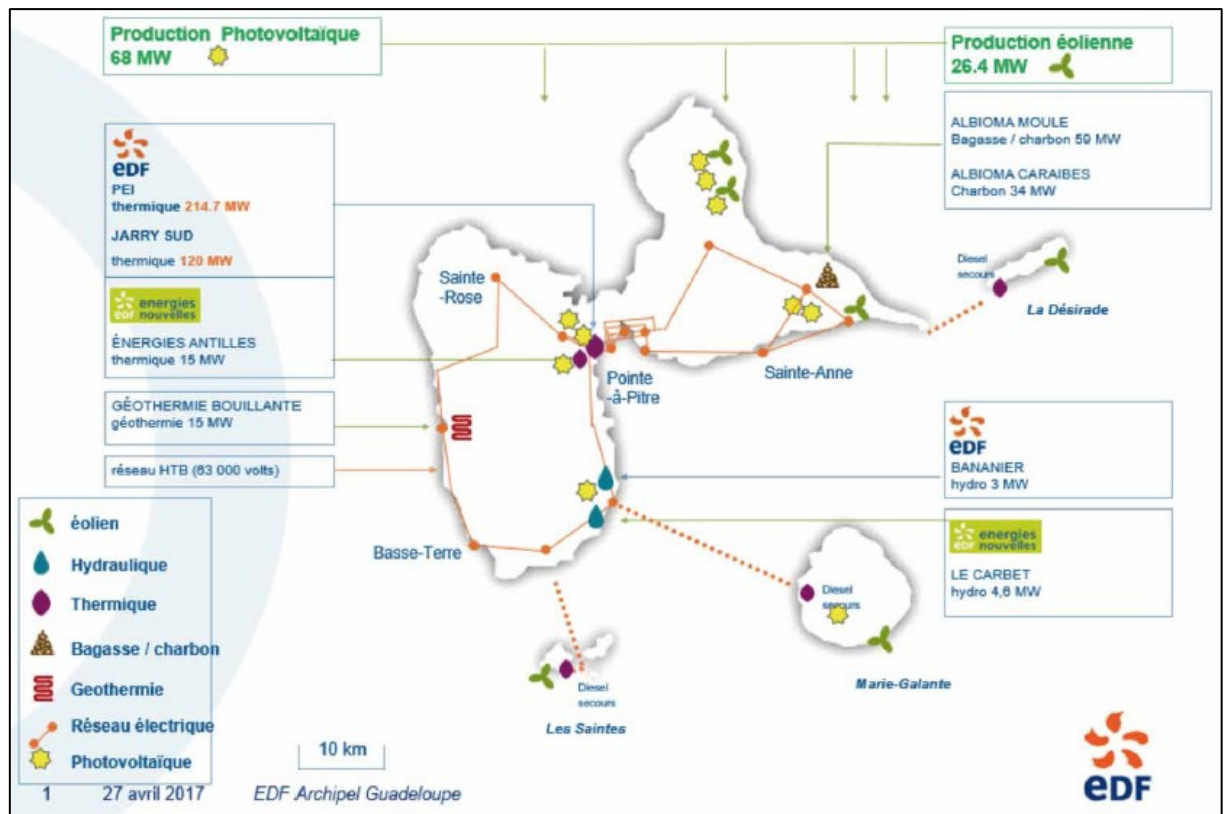 Production Photovoltaïque
68 MW
Production éolienne
26.4 MW
eDF
PEI
thermique 214.7 MW
JARRY SUD
thermique 120 MW
ALBIOMA MOULE
Bagasse / charbon 59 MW
ALBIOMA CARAIBES
Charbon 34 MW
eDF energies
nouvelles
ÉNERGIES ANTILLES
thermique 15 MW
GÉOTHERMIE BOUILLANTE
géothermie 15 MW
réseau HTB (63 000 volts)
Sainte
-Rose
Pointe
-à-Pitre
Sainte-Anne
Basse-Terre
Diesel
secours
La Désirade
eDF
BANANIER
hydro 3 MW
eDF energies
nouvelles
LE CARBET
hydro 4,6 MW
Diesel
secours
Marie-Galante
Diesel
secours
Les Saintes
éolien
Hydraulique
Thermique
Bagasse / charbon
Geothermie
Réseau électrique
Photovoltaïque
10 km
1 27 avril 2017 EDF Archipel Guadeloupe
eDF